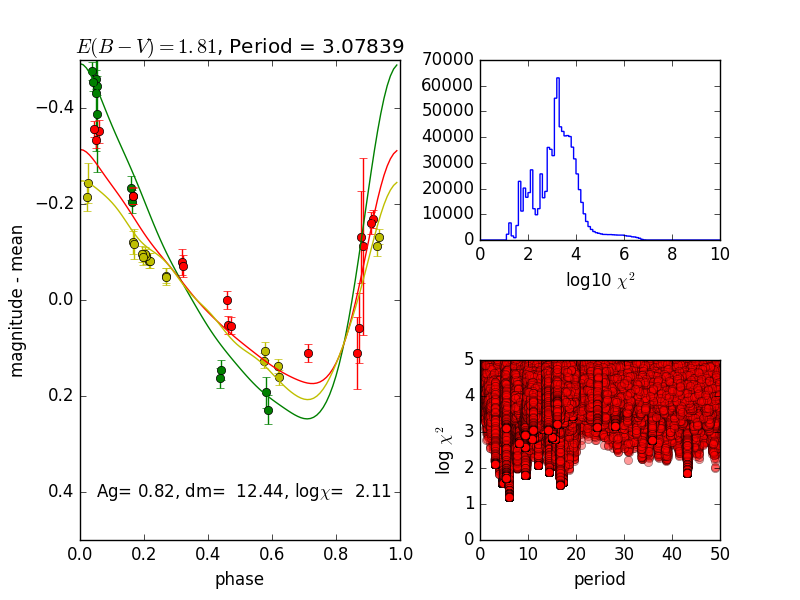 E(B − V) = 1.81, Period = 3.07839
−0.4
−0.2
0.0
0.2
0.4
magnitude - mean
Ag= 0.82, dm=  12.44, logχ=  2.11
0.0 0.2 0.4 0.6 0.8 1.0
phase
70000
60000
50000
40000
30000
20000
10000
0
0 2 4 6 8 10
log10 χ²
5
4
3
2
1
0
log χ²
0 10 20 30 40 50
period